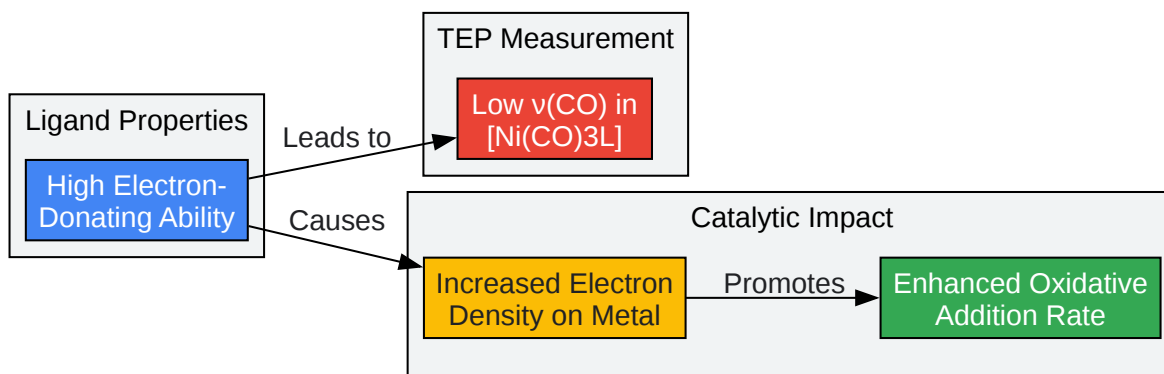 TEP Measurement
Low ν(CO) in
[Ni(CO)3L]
Ligand Properties
High Electron-
Donating Ability
Leads to
Causes
Catalytic Impact
Increased Electron
Density on Metal
Promotes
Enhanced Oxidative
Addition Rate